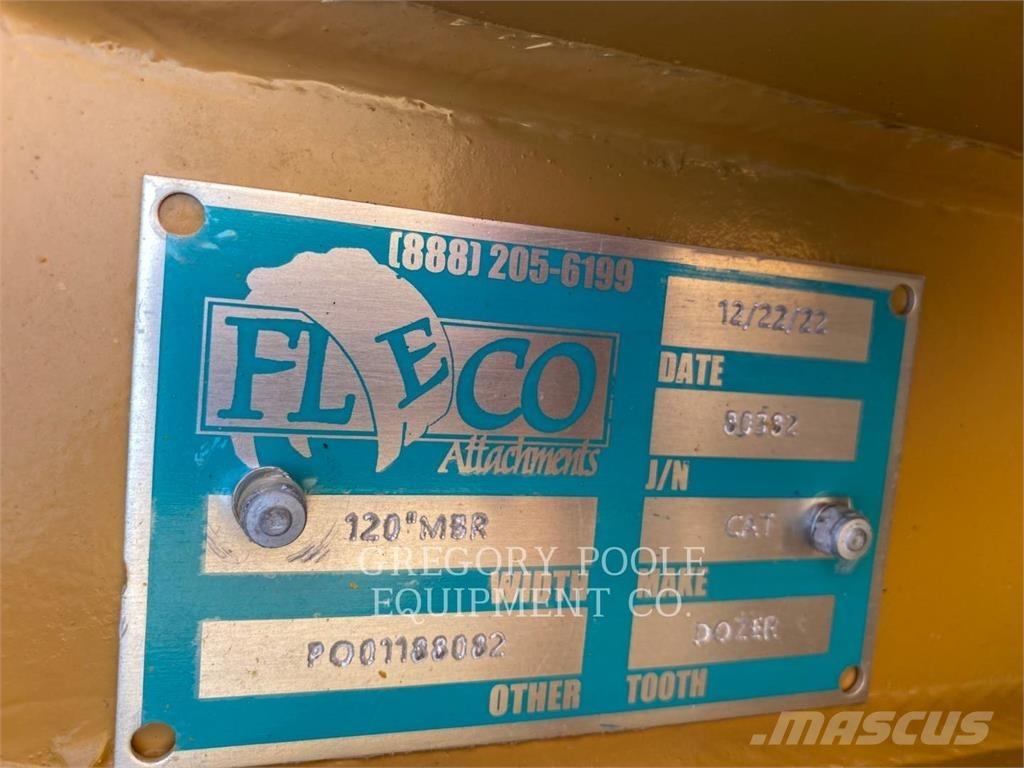 (888) 205-6199
FLECO
Attachments
12/22/22
DATE
80382
J/N
120"MBR
WIDTH
CAT
MAKE
PO01188082
OTHER
DOZER
TOOTH
GREGORY POOLE
EQUIPMENT CO.
MASCUS